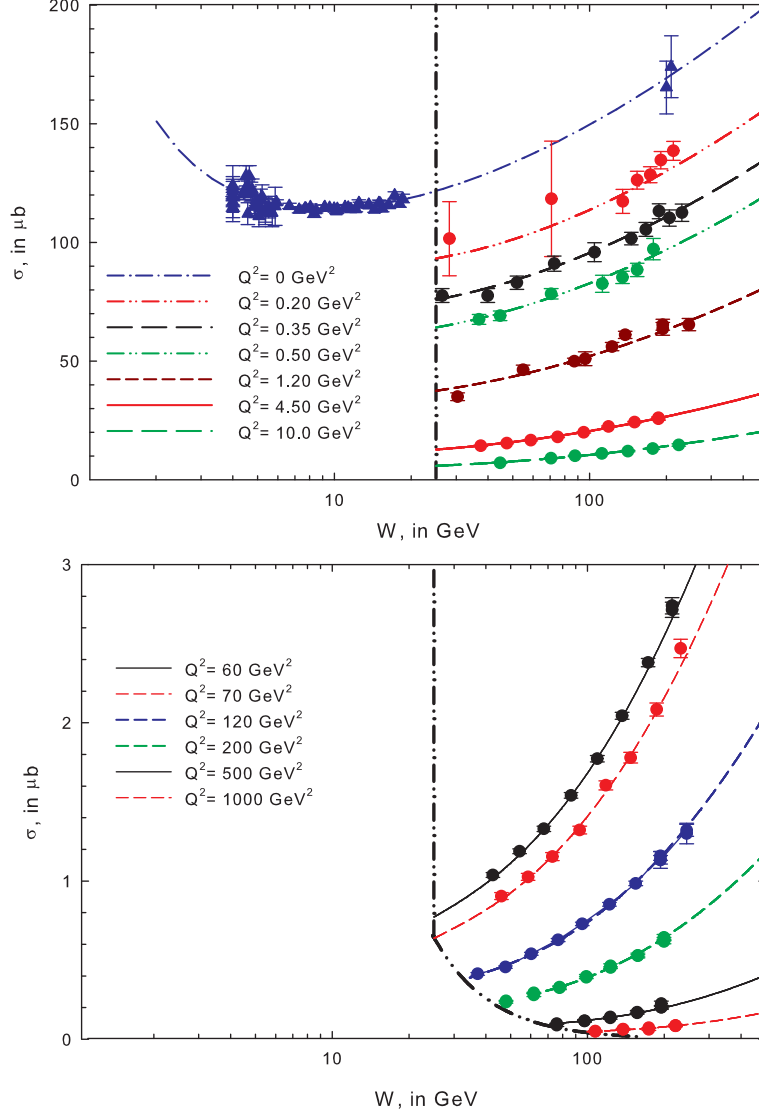 200
150
100
50
0
σ, in μb
Q²= 0 GeV²
Q²= 0.20 GeV²
Q²= 0.35 GeV²
Q²= 0.50 GeV²
Q²= 1.20 GeV²
Q²= 4.50 GeV²
Q²= 10.0 GeV²
10
100
W, in GeV
3
2
1
0
σ, in μb
Q²= 60 GeV²
Q²= 70 GeV²
Q²= 120 GeV²
Q²= 200 GeV²
Q²= 500 GeV²
Q²= 1000 GeV²
10
100
W, in GeV